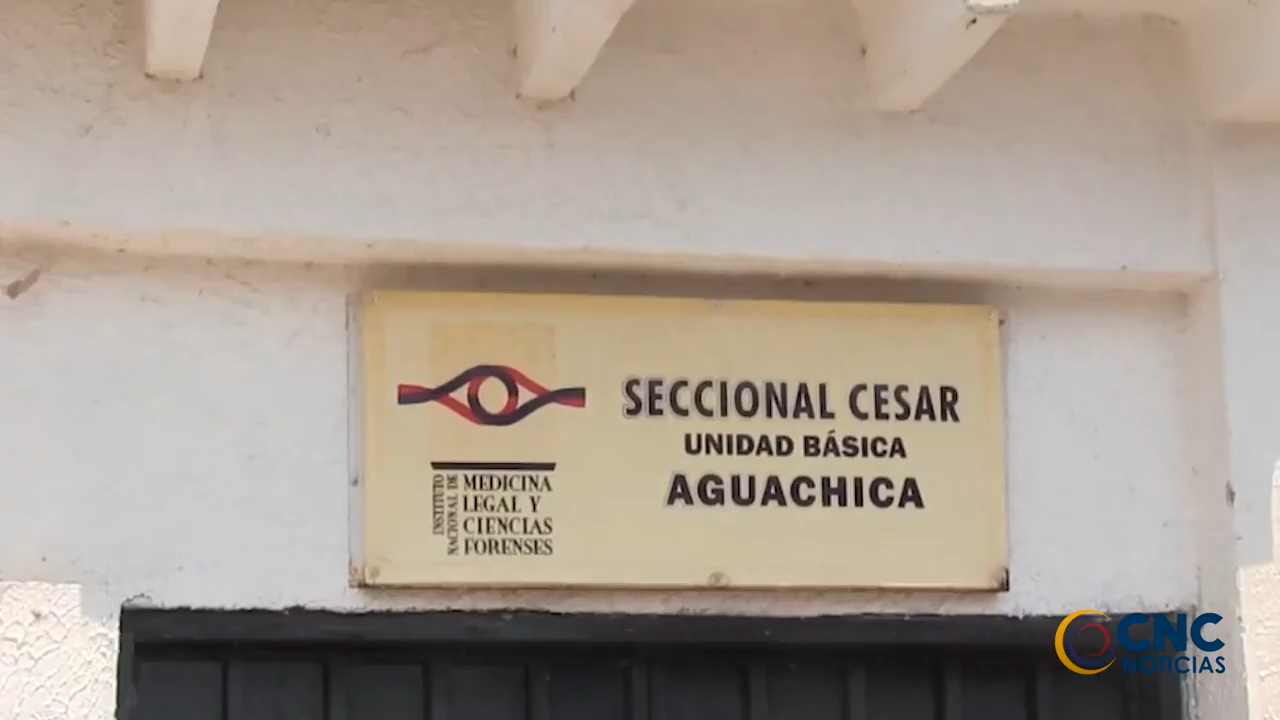 SECCIONAL CESAR
UNIDAD BÁSICA
AGUACHICA
INSTITUTO
NACIONAL DE
MEDICINA
LEGAL Y
CIENCIAS
FORENSES
CNC
NOTICIAS